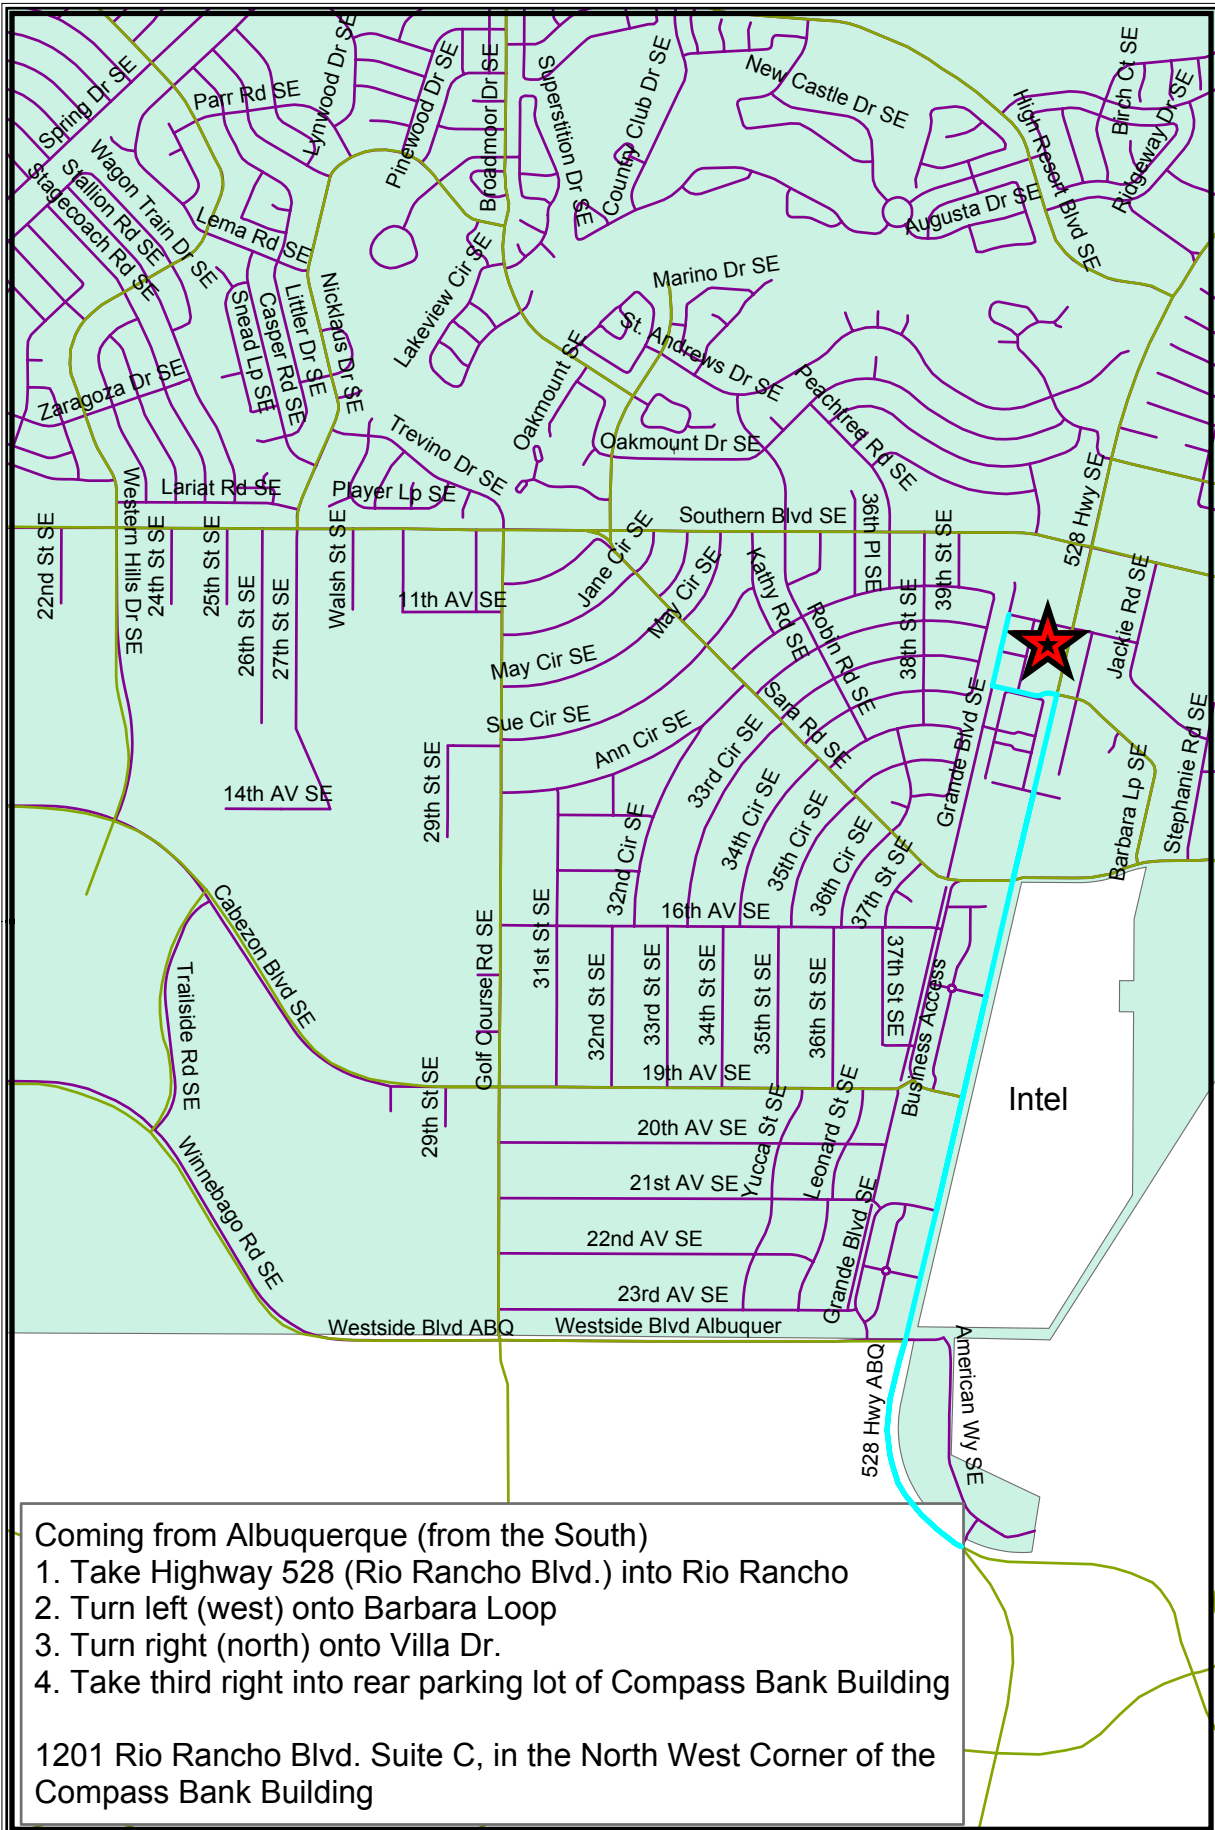 Spring Dr SE
Parr Rd SE
Lynwood Dr SE
Pinewood Dr SE
Broadmoor Dr SE
Superstition Dr SE
Country Club Dr SE
New Castle Dr SE
High Resort Blvd SE
Birch Ct SE
Ridgeway Dr SE
Wagon Train Dr SE
Stallion Rd SE
Stagecoach Rd SE
Lema Rd SE
Augusta Dr SE
Snead Lp SE
Casper Rd SE
Littler Dr SE
Nicklaus Dr SE
Lakeview Cir SE
Marino Dr SE
St. Andrews Dr SE
Oakmount SE
Peachtree Rd SE
Zaragoza Dr SE
Trevino Dr SE
Oakmount Dr SE
Western Hills Dr SE
Lariat Rd SE
Player Lp SE
Southern Blvd SE
36th Pl SE
528 Hwy SE
22nd St SE
24th St SE
25th St SE
26th St SE
27th St SE
Walsh St SE
11th AV SE
Jane Cir SE
May Cir SE
Kathy Rd SE
Robin Rd SE
38th St SE
39th St SE
Jackie Rd SE
May Cir SE
Sue Cir SE
Ann Cir SE
Sara Rd SE
33rd Cir SE
34th Cir SE
35th Cir SE
36th Cir SE
37th St SE
Grande Blvd SE
Barbara Lp SE
Stephanie Rd SE
14th AV SE
29th St SE
32nd Cir SE
Cabezon Blvd SE
Trailside Rd SE
Golf Course Rd SE
31st St SE
16th AV SE
32nd St SE
33rd St SE
34th St SE
35th St SE
36th St SE
37th St SE
Business Access
19th AV SE
Intel
29th St SE
20th AV SE
Yucca St SE
Leonard St SE
21st AV SE
Winnebago Rd SE
22nd AV SE
Grande Blvd SE
23rd AV SE
Westside Blvd ABQ
Westside Blvd Albuquer
528 Hwy ABQ
American Wy SE
Coming from Albuquerque (from the South)
1. Take Highway 528 (Rio Rancho Blvd.) into Rio Rancho
2. Turn left (west) onto Barbara Loop
3. Turn right (north) onto Villa Dr.
4. Take third right into rear parking lot of Compass Bank Building
1201 Rio Rancho Blvd. Suite C, in the North West Corner of the
Compass Bank Building